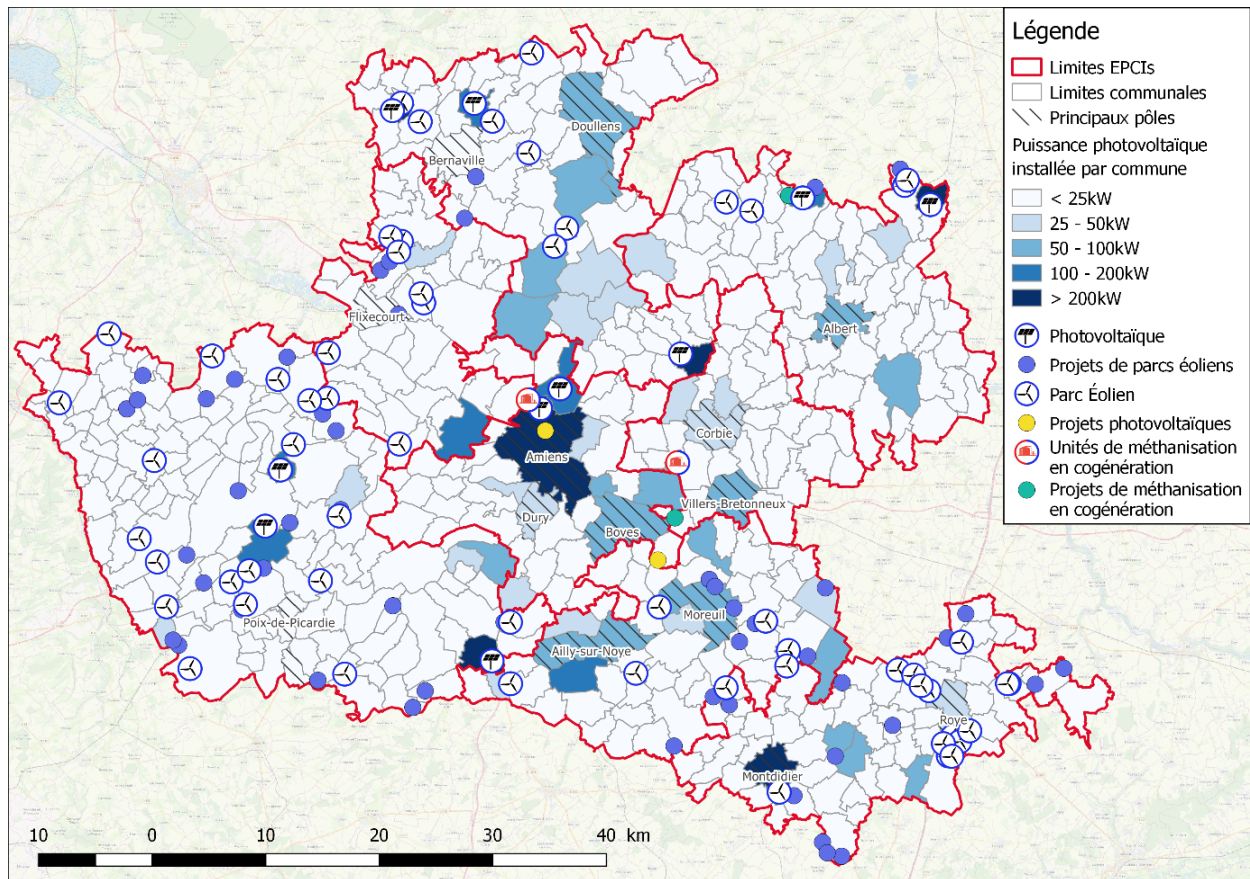 Légende
Limites EPCIs
Limites communales
Principaux pôles
Puissance photovoltaïque
installée par commune
< 25kW
25 - 50kW
50 - 100kW
100 - 200kW
> 200kW
Photovoltaïque
Projets de parcs éoliens
Parc Éolien
Projets photovoltaïques
Unités de méthanisation
en cogénération
Projets de méthanisation
en cogénération
Doullens
Bernaville
Flixecourt
Albert
Corbie
Amiens
Villers-Bretonneux
Dury
Boves
Moreuil
Poix-de-Picardie
Ailly-sur-Noye
Roye
Montdidier
10 0 10 20 30 40 km